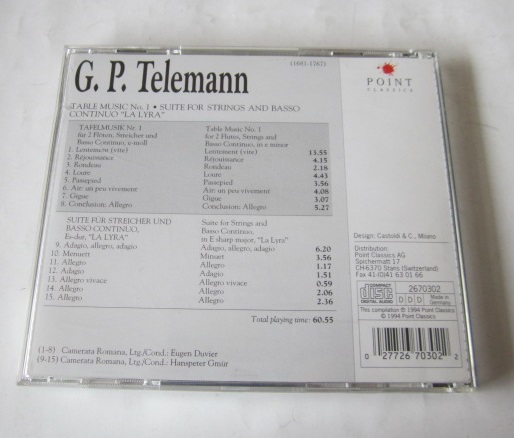 G. P. Telemann
(1681-1767)
POINT
CLASSICS
TABLE MUSIC No. 1 • SUITE FOR STRINGS AND BASSO
CONTINUO "LA LYRA"
TAFELMUSIK Nr. 1
für 2 Flöten, Streicher und
Basso Continuo, e-moll
1. Lentement (vite)
2. Réjouissance
3. Rondeau
4. Loure
5. Passepied
6. Air: un peu vivement
7. Gigue
8. Conclusion: Allegro
Table Music No. 1
for 2 Flutes, Strings and
Basso Continuo, in e minor
Lentement (vite) 13.55
Réjouissance 4.15
Rondeau 2.18
Loure 4.43
Passepied 3.56
Air: un peu vivement 4.08
Gigue 3.07
Conclusion: Allegro 5.27
SUITE FÜR STREICHER UND
BASSO CONTINUO,
Es-dur, "LA LYRA"
9. Adagio, allegro, adagio
10. Menuett
11. Allegro
12. Adagio
13. Allegro vivace
14. Allegro
15. Allegro
Suite for Strings and
Basso Continuo,
in E sharp major, "La Lyra"
Adagio, allegro, adagio 6.20
Minuet 3.56
Allegro 1.17
Adagio 1.51
Allegro vivace 0.59
Allegro 2.06
Allegro 2.36
Total playing time: 60.55
(1-8) Camerata Romana, Ltg./Cond.: Eugen Duvier
(9-15) Camerata Romana, Ltg./Cond.: Hanspeter Gmür
Design: Castoldi & C., Milano
Distribution:
Point Classics AG
Spichermatt 17
CH-6370 Stans (Switzerland)
Fax 41-(0)41 63 01 66
COMPACT
disc
DIGITAL AUDIO
2670302
D D D
Made in
Germany
This compilation ℗ 1994 Point Classics
© 1994 Point Classics
0 27726 70302 2